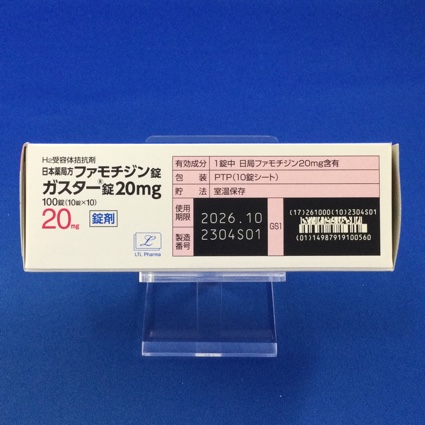 H₂受容体拮抗剤
日本薬局方 ファモチジン錠
ガスター®錠20mg
100錠(10錠×10)
20mg 錠剤
LTL Pharma
有効成分 1錠中 日局ファモチジン20mg含有
包 装 PTP(10錠シート)
貯 法 室温保存
使用期限 2026.10
製造番号 2304S01
GS1
(17)261000(10)2304S01
(01)14987919100560